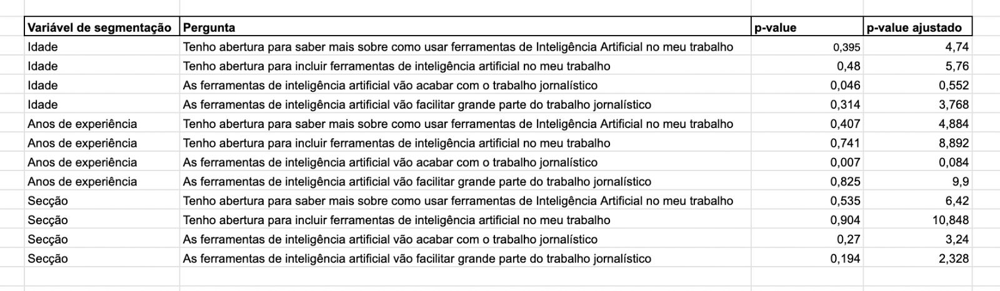 Variável de segmentação Pergunta p-value p-value ajustado
Idade Tenho abertura para saber mais sobre como usar ferramentas de Inteligência Artificial no meu trabalho 0,395 4,74
Idade Tenho abertura para incluir ferramentas de inteligência artificial no meu trabalho 0,48 5,76
Idade As ferramentas de inteligência artificial vão acabar com o trabalho jornalístico 0,046 0,552
Idade As ferramentas de inteligência artificial vão facilitar grande parte do trabalho jornalístico 0,314 3,768
Anos de experiência Tenho abertura para saber mais sobre como usar ferramentas de Inteligência Artificial no meu trabalho 0,407 4,884
Anos de experiência Tenho abertura para incluir ferramentas de inteligência artificial no meu trabalho 0,741 8,892
Anos de experiência As ferramentas de inteligência artificial vão acabar com o trabalho jornalístico 0,007 0,084
Anos de experiência As ferramentas de inteligência artificial vão facilitar grande parte do trabalho jornalístico 0,825 9,9
Secção Tenho abertura para saber mais sobre como usar ferramentas de Inteligência Artificial no meu trabalho 0,535 6,42
Secção Tenho abertura para incluir ferramentas de inteligência artificial no meu trabalho 0,904 10,848
Secção As ferramentas de inteligência artificial vão acabar com o trabalho jornalístico 0,27 3,24
Secção As ferramentas de inteligência artificial vão facilitar grande parte do trabalho jornalístico 0,194 2,328